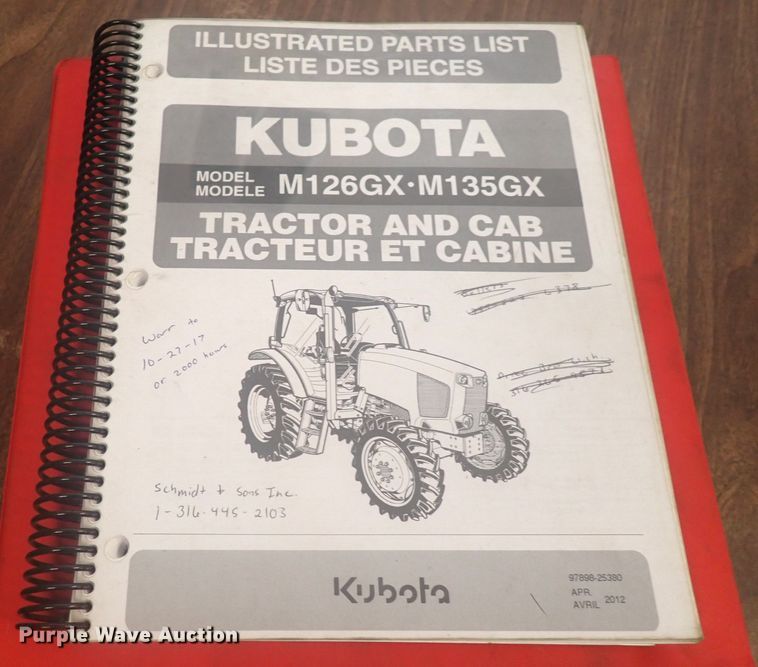 ILLUSTRATED PARTS LIST
LISTE DES PIECES
KUBOTA
MODEL
MODELE
M126GX·M135GX
TRACTOR AND CAB
TRACTEUR ET CABINE
Warr to
10-27-17
or 2000 hours
Schmidt & Sons Inc.
1-316-445-2103
Kubota
97898-25380
APR.
AVRIL 2012
Purple Wave Auction